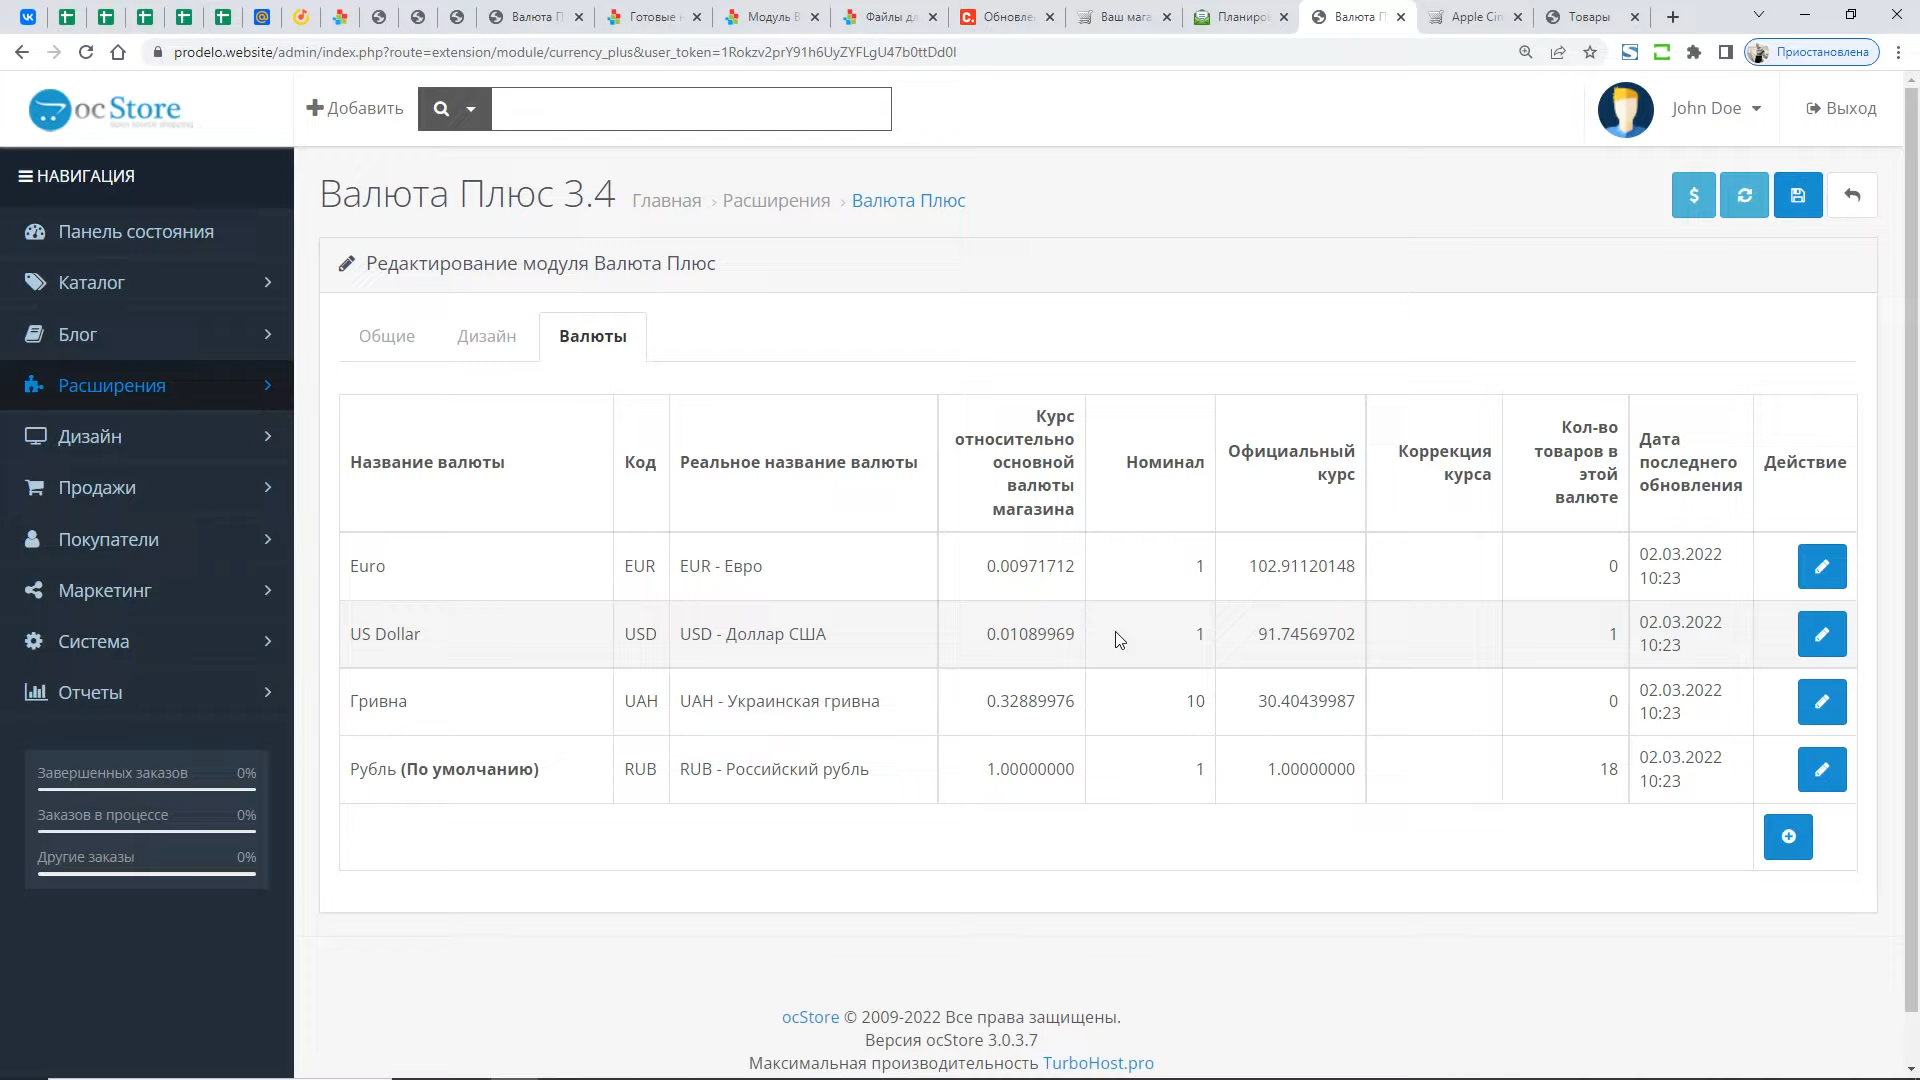 Валюта П
Готовые
Модуль В
Файлы дл
Обновле
Ваш мага
Планиро
Валюта П
Apple Cin
Товары
prodelo.website/admin/index.php?route=extension/module/currency_plus&user_token=1Rokzv2prY91h6UyZYFLgU47b0ttDd0I
Приостановлена
ocStore
Добавить
John Doe
Выход
НАВИГАЦИЯ
Панель состояния
Каталог
Блог
Расширения
Дизайн
Продажи
Покупатели
Маркетинг
Система
Отчеты
Завершенных заказов 0%
Заказов в процессе 0%
Другие заказы 0%
Валюта Плюс 3.4 Главная › Расширения › Валюта Плюс
Редактирование модуля Валюта Плюс
Общие Дизайн Валюты
Название валюты
Код
Реальное название валюты
Курс
относительно
основной
валюты
магазина
Номинал
Официальный
курс
Коррекция
курса
Кол-во
товаров в
этой
валюте
Дата
последнего
обновления
Действие
Euro EUR EUR - Евро 0.00971712 1 102.91120148 0 02.03.2022
10:23
US Dollar USD USD - Доллар США 0.01089969 1 91.74569702 1 02.03.2022
10:23
Гривна UAH UAH - Украинская гривна 0.32889976 10 30.40439987 0 02.03.2022
10:23
Рубль (По умолчанию) RUB RUB - Российский рубль 1.00000000 1 1.00000000 18 02.03.2022
10:23
ocStore © 2009-2022 Все права защищены.
Версия ocStore 3.0.3.7
Максимальная производительность TurboHost.pro